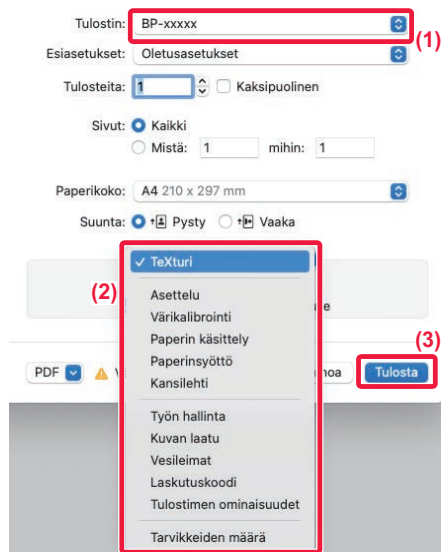 Tulostin: BP-xxxxx
(1)
Esiasetukset: Oletusasetukset
Tulosteita: 1 Kaksipuolinen
Sivut: Kaikki
Mistä: 1 mihin: 1
Paperikoko: A4 210 x 297 mm
Suunta: Pysty Vaaka
✓ TeXturi
(2)
Asettelu
Värikalibrointi
Paperin käsittely
Paperinsyöttö
Kansilehti
(3)
PDF Tulosta
Työn hallinta
Kuvan laatu
Vesileimat
Laskutuskoodi
Tulostimen ominaisuudet
Tarvikkeiden määrä